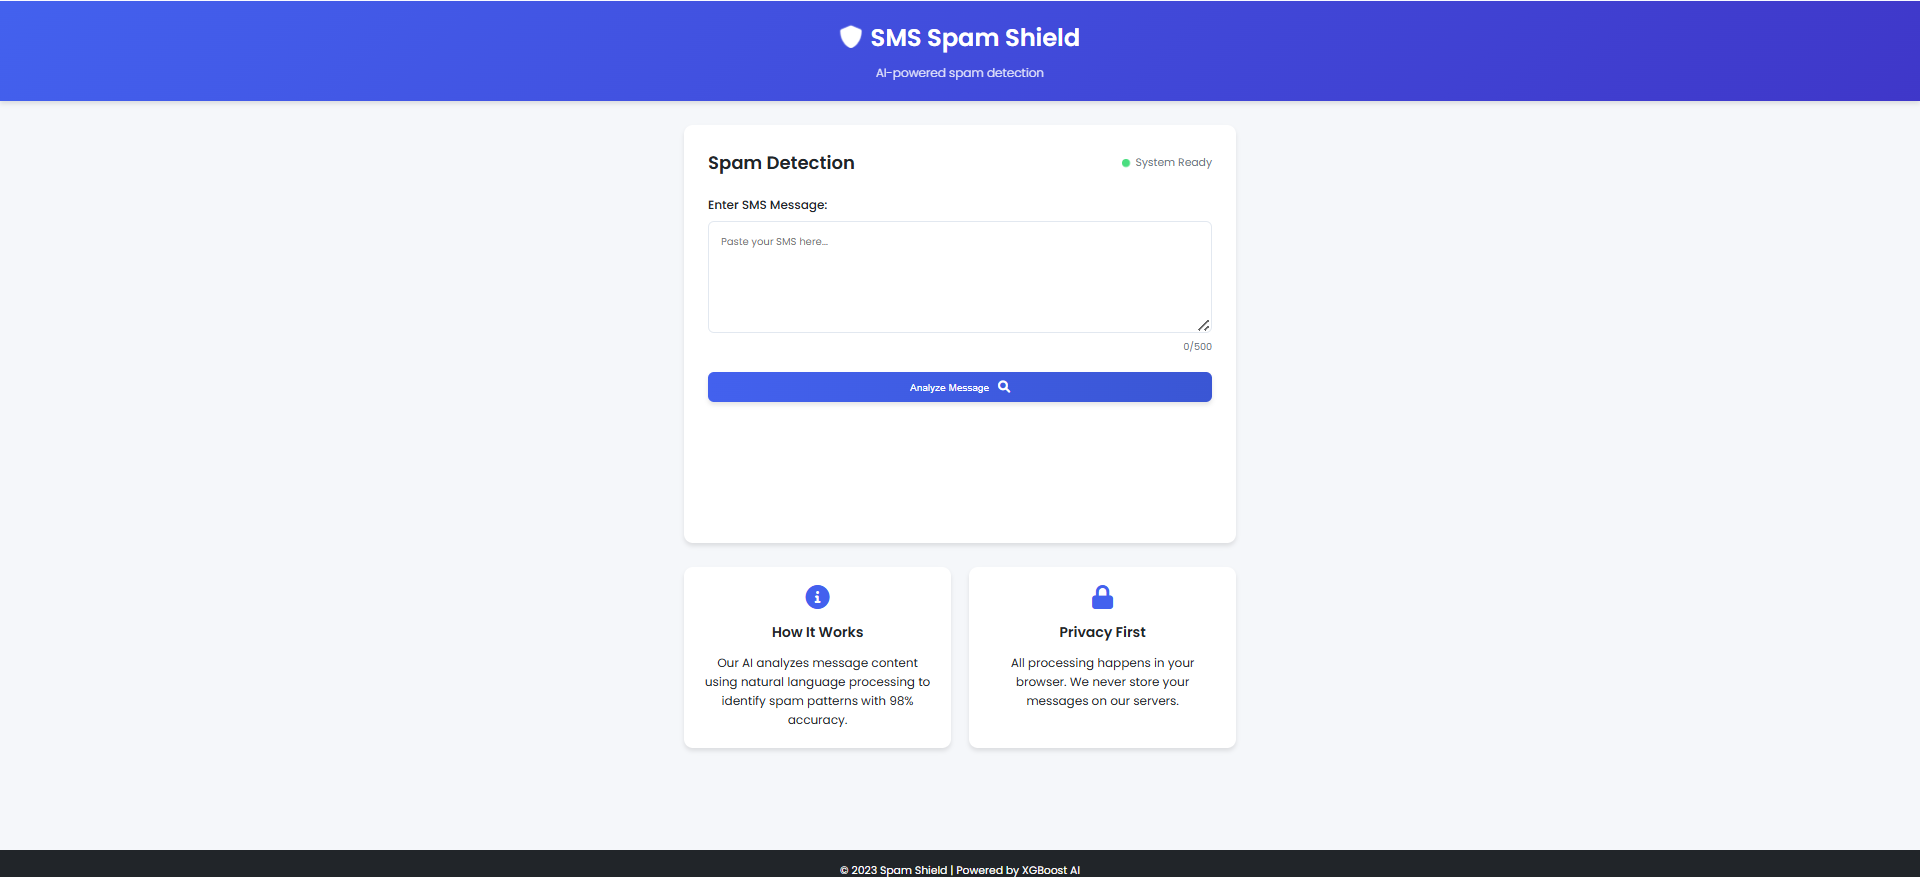 SMS Spam Shield
AI-powered spam detection
Spam Detection
System Ready
Enter SMS Message:
Paste your SMS here...
0/500
Analyze Message
How It Works
Our AI analyzes message content
using natural language processing to
identify spam patterns with 98%
accuracy.
Privacy First
All processing happens in your
browser. We never store your
messages on our servers.
© 2023 Spam Shield | Powered by XGBoost AI